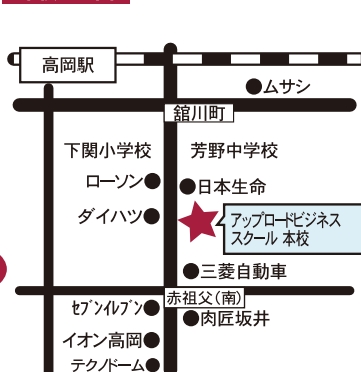 高岡駅
ムサシ
舘川町
下関小学校
芳野中学校
ローソン
日本生命
ダイハツ
アップロードビジネス
スクール 本校
三菱自動車
赤祖父(南)
セブンイレブン
肉匠坂井
イオン高岡
テクノドーム